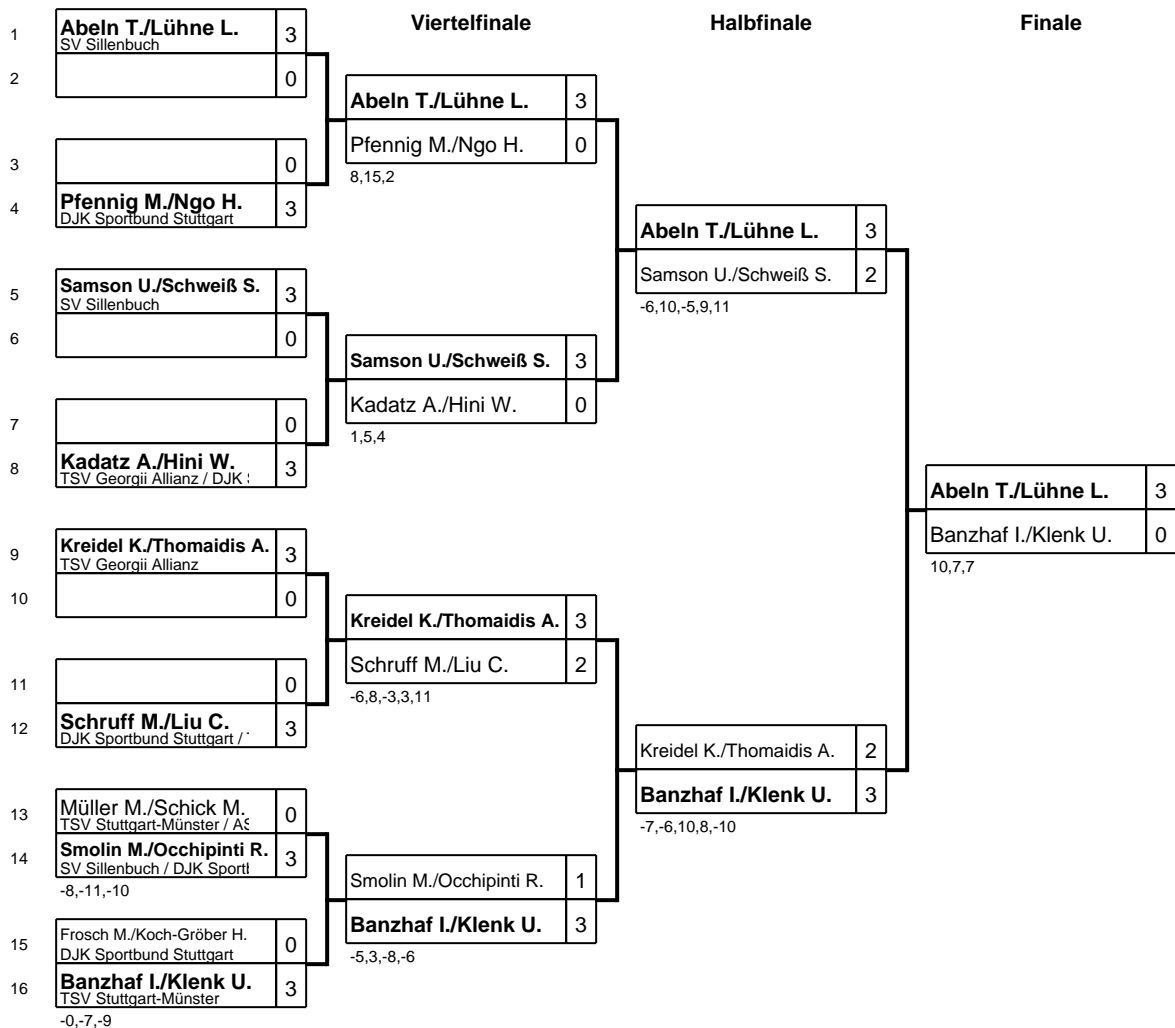 Viertelfinale
Halbfinale
Finale
1
Abeln T./Lühne L.
3
SV Sillenbuch
2
0
3
0
4
Pfennig M./Ngo H.
3
DJK Sportbund Stuttgart
5
Samson U./Schweiß S.
3
SV Sillenbuch
6
0
7
0
8
Kadatz A./Hini W.
3
TSV Georgii Allianz / DJK
9
Kreidel K./Thomaidis A.
3
TSV Georgii Allianz
10
0
11
0
12
Schruff M./Liu C.
3
DJK Sportbund Stuttgart /
13
Müller M./Schick M.
0
TSV Stuttgart-Münster /
14
Smolin M./Occhipinti R.
3
SV Sillenbuch / DJK
-8,-11,-10
15
Frosch M./Koch-Gröber H.
0
DJK Sportbund Stuttgart
16
Banzhaf I./Klenk U.
3
TSV Stuttgart-Münster
-0,-7,-9
Abeln T./Lühne L.
3
Pfennig M./Ngo H.
0
8,15,2
Samson U./Schweiß S.
3
Kadatz A./Hini W.
0
1,5,4
Kreidel K./Thomaidis A.
3
Schruff M./Liu C.
2
-6,8,-3,3,11
Smolin M./Occhipinti R.
1
Banzhaf I./Klenk U.
3
-5,3,-8,-6
Abeln T./Lühne L.
3
Samson U./Schweiß S.
2
-6,10,-5,9,11
Kreidel K./Thomaidis A.
2
Banzhaf I./Klenk U.
3
-7,-6,10,8,-10
Abeln T./Lühne L.
3
Banzhaf I./Klenk U.
0
10,7,7